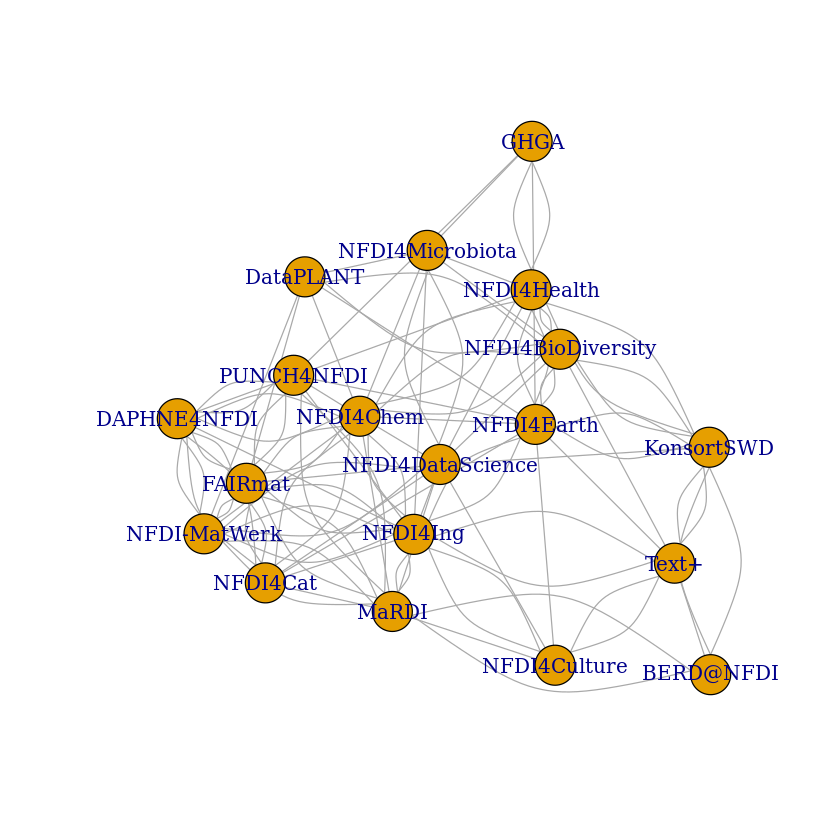 GHGA
NFDI4Microbiota
DataPLANT
NFDI4Health
NFDI4BioDiversity
PUNCH4NFDI
DAPHNE4NFDI
NFDI4Chem
NFDI4Earth
KonsortSWD
NFDI4DataScience
FAIRmat
NFDI-MatWerk
NFDI4Ing
Text+
NFDI4Cat
MaRDI
NFDI4Culture
BERD@NFDI